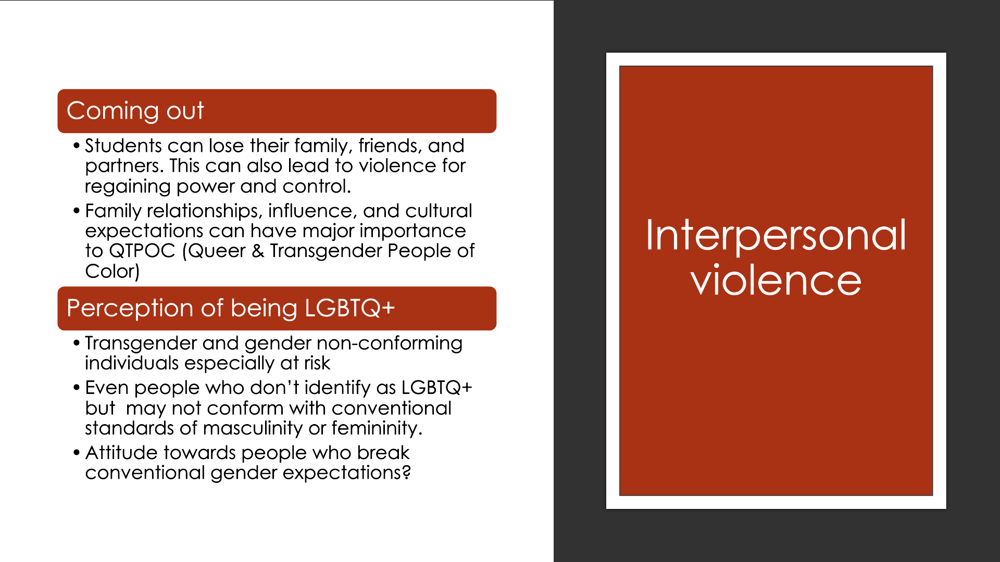 Coming out
• Students can lose their family, friends, and
partners. This can also lead to violence for
regaining power and control.
• Family relationships, influence, and cultural
expectations can have major importance
to QTPOC (Queer & Transgender People of
Color)
Perception of being LGBTQ+
• Transgender and gender non-conforming
individuals especially at risk
• Even people who don’t identify as LGBTQ+
but  may not conform with conventional
standards of masculinity or femininity.
• Attitude towards people who break
conventional gender expectations?
Interpersonal
violence